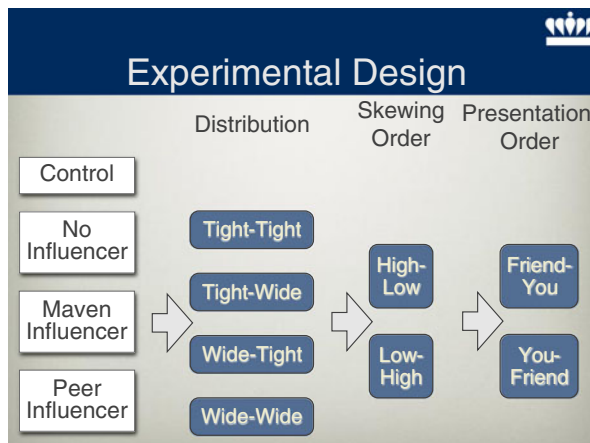 Experimental Design
Distribution
Skewing
Order
Presentation
Order
Control
No
Influencer
Maven
Influencer
Peer
Influencer
Tight-Tight
Tight-Wide
Wide-Tight
Wide-Wide
High-
Low
Low-
High
Friend-
You
You-
Friend